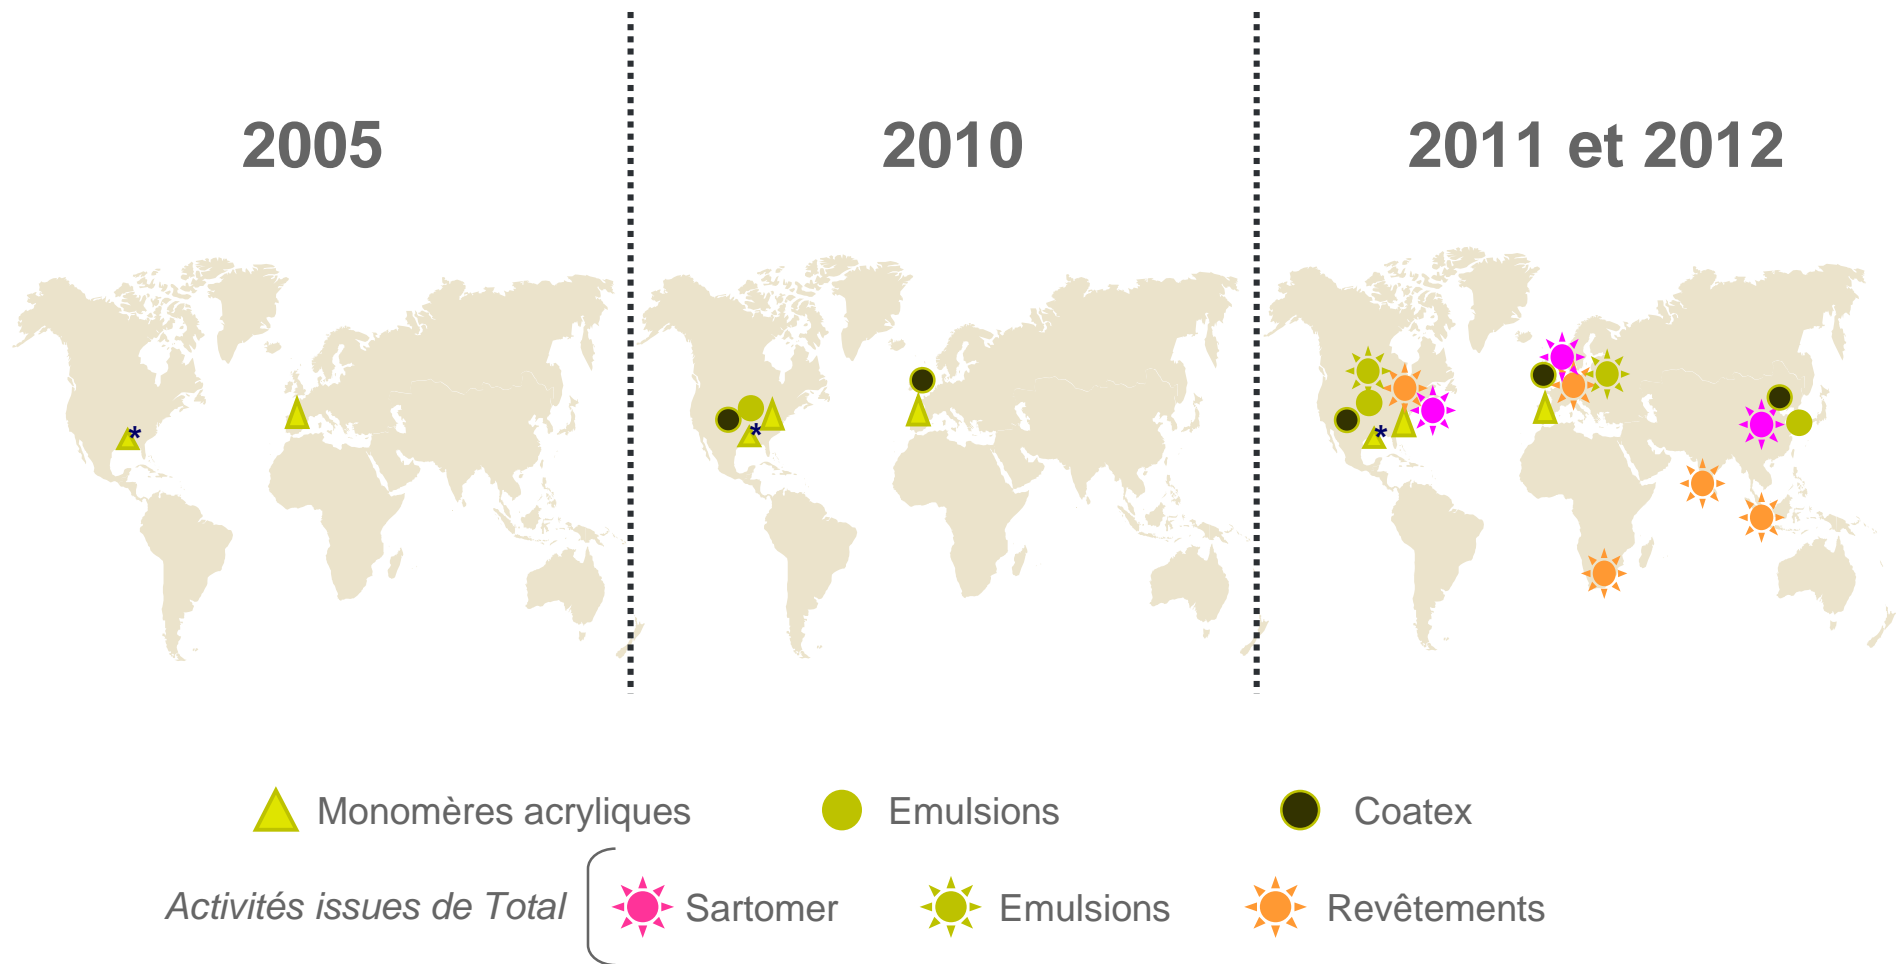 2005
2010
2011 et 2012
*
*
*
Monomères acryliques
Emulsions
Coatex
Activités issues de Total
Sartomer
Emulsions
Revêtements